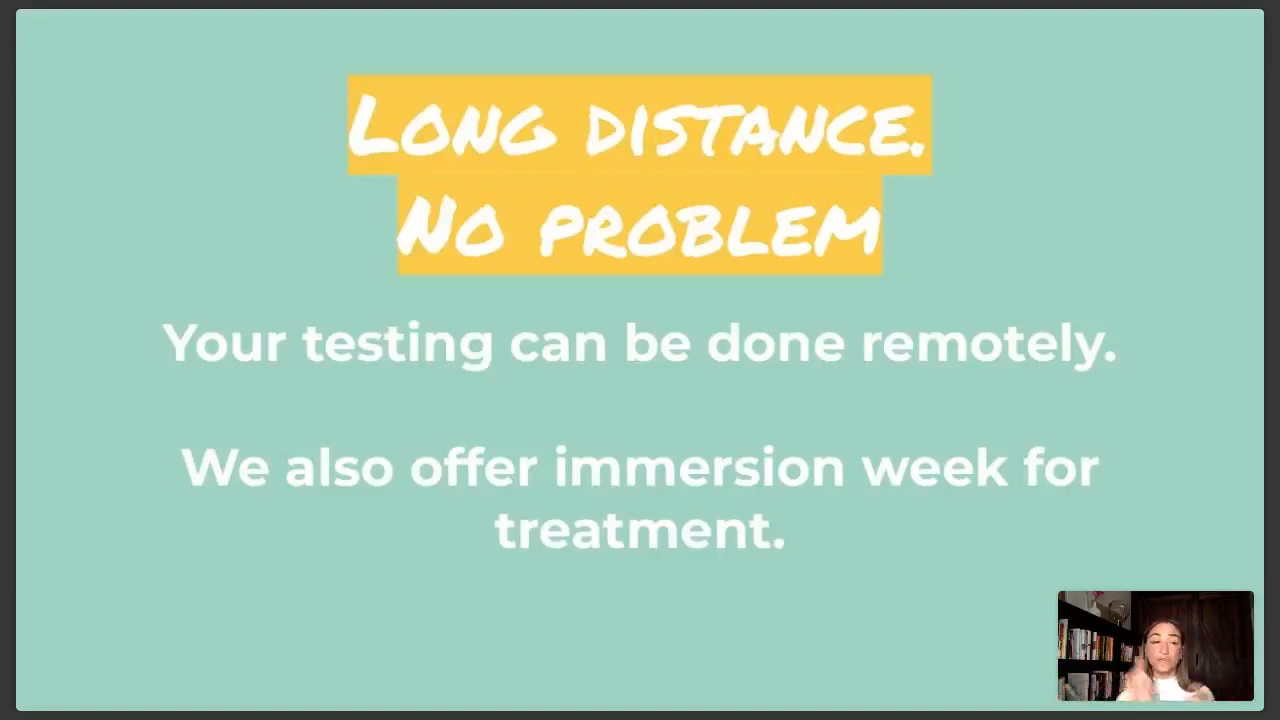 LONG DISTANCE.
NO PROBLEM
Your testing can be done remotely.
We also offer immersion week for
treatment.